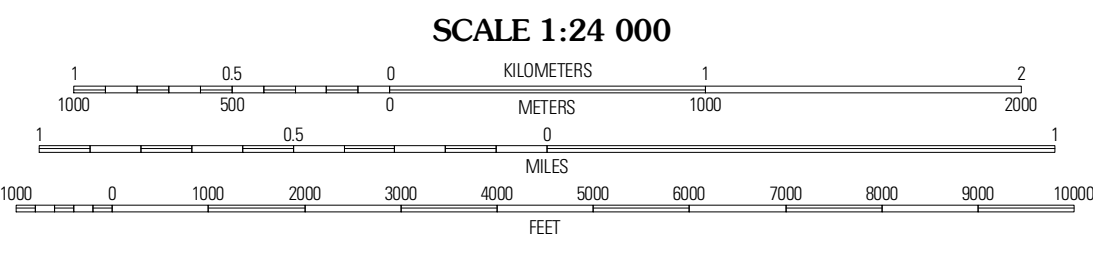 SCALE 1:24 000
1 0.5 0 KILOMETERS 1 2
1000 500 0 METERS 1000 2000
1 0.5 0 1
MILES
1000 0 1000 2000 3000 4000 5000 6000 7000 8000 9000 10000
FEET